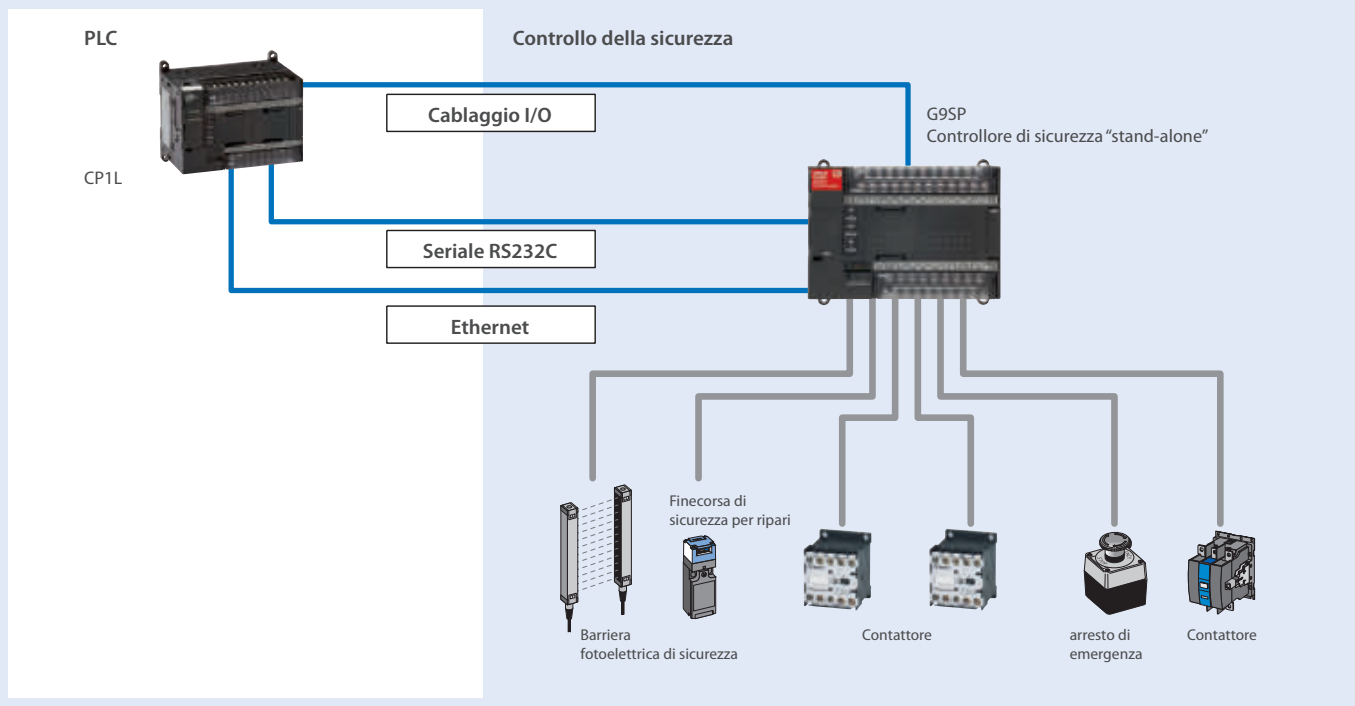 PLC
Controllo della sicurezza
Cablaggio I/O
G9SP
Controllore di sicurezza “stand-alone”
CP1L
Seriale RS232C
Ethernet
Finecorsa di
sicurezza per ripari
Barriera
fotoelettrica di sicurezza
Contattore
arresto di
emergenza
Contattore